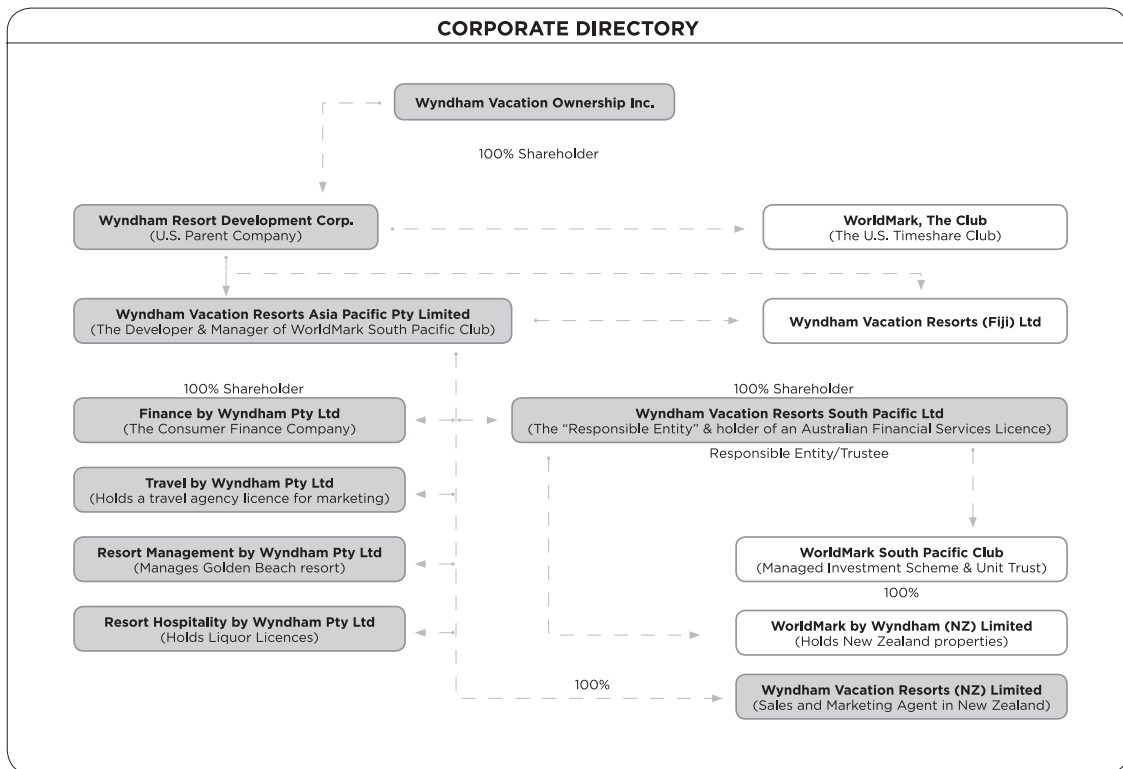 CORPORATE DIRECTORY
Wyndham Vacation Ownership Inc.
100% Shareholder
Wyndham Resort Development Corp.
(U.S. Parent Company)
WorldMark, The Club
(The U.S. Timeshare Club)
Wyndham Vacation Resorts Asia Pacific Pty Limited
(The Developer & Manager of WorldMark South Pacific Club)
Wyndham Vacation Resorts (Fiji) Ltd
100% Shareholder
Finance by Wyndham Pty Ltd
(The Consumer Finance Company)
100% Shareholder
Wyndham Vacation Resorts South Pacific Ltd
(The “Responsible Entity” & holder of an Australian Financial Services Licence)
Responsible Entity/Trustee
Travel by Wyndham Pty Ltd
(Holds a travel agency licence for marketing)
Resort Management by Wyndham Pty Ltd
(Manages Golden Beach resort)
WorldMark South Pacific Club
(Managed Investment Scheme & Unit Trust)
100%
Resort Hospitality by Wyndham Pty Ltd
(Holds Liquor Licences)
WorldMark by Wyndham (NZ) Limited
(Holds New Zealand properties)
100%
Wyndham Vacation Resorts (NZ) Limited
(Sales and Marketing Agent in New Zealand)